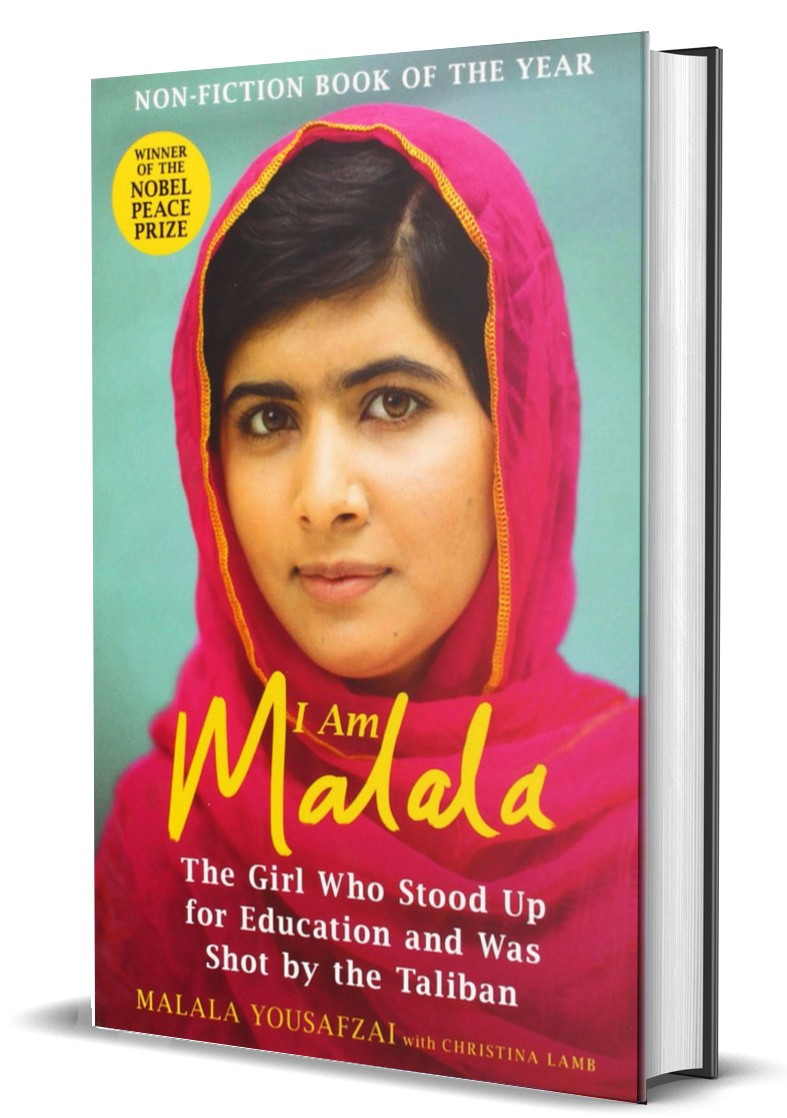 NON-FICTION BOOK OF THE YEAR
WINNER
OF THE
NOBEL
PEACE
PRIZE
I Am
Malala
The Girl Who Stood Up
for Education and Was
Shot by the Taliban
MALALA YOUSAFZAI with CHRISTINA LAMB